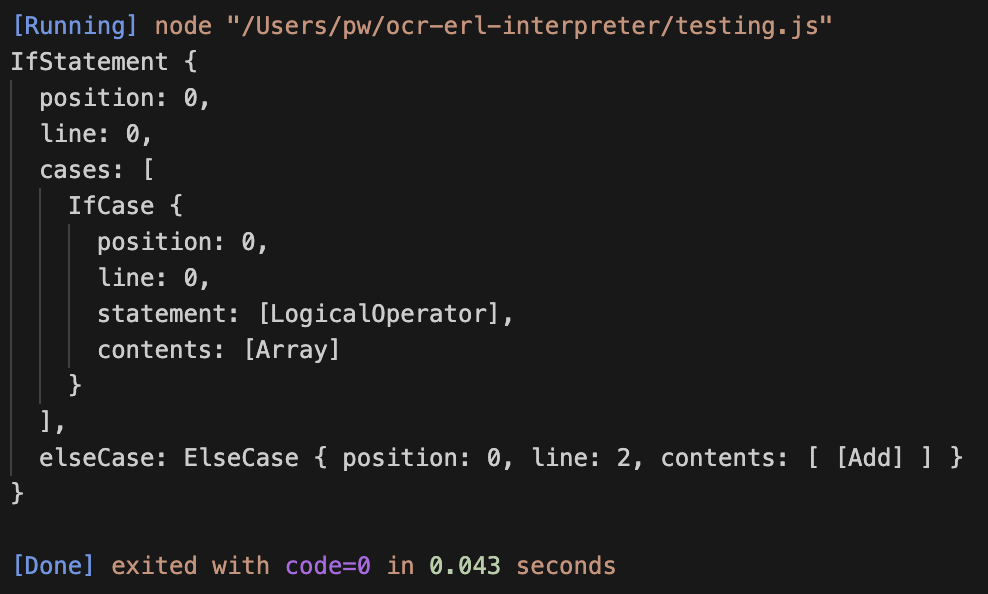 [Running] node "/Users/pw/ocr-erl-interpreter/testing.js"
IfStatement {
  position: 0,
  line: 0,
  cases: [
    IfCase {
      position: 0,
      line: 0,
      statement: [LogicalOperator],
      contents: [Array]
    }
  ],
  elseCase: ElseCase { position: 0, line: 2, contents: [ [Add] ] }
}

[Done] exited with code=0 in 0.043 seconds